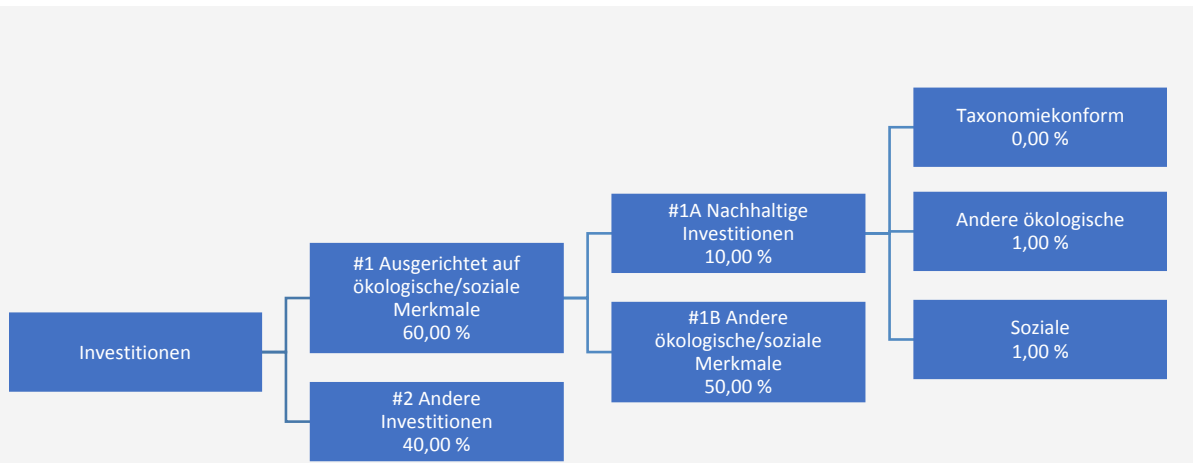 Investitionen
#1 Ausgerichtet auf
ökologische/soziale
Merkmale
60,00 %
#2 Andere
Investitionen
40,00 %
#1A Nachhaltige
Investitionen
10,00 %
#1B Andere
ökologische/soziale
Merkmale
50,00 %
Taxonomiekonform
0,00 %
Andere ökologische
1,00 %
Soziale
1,00 %